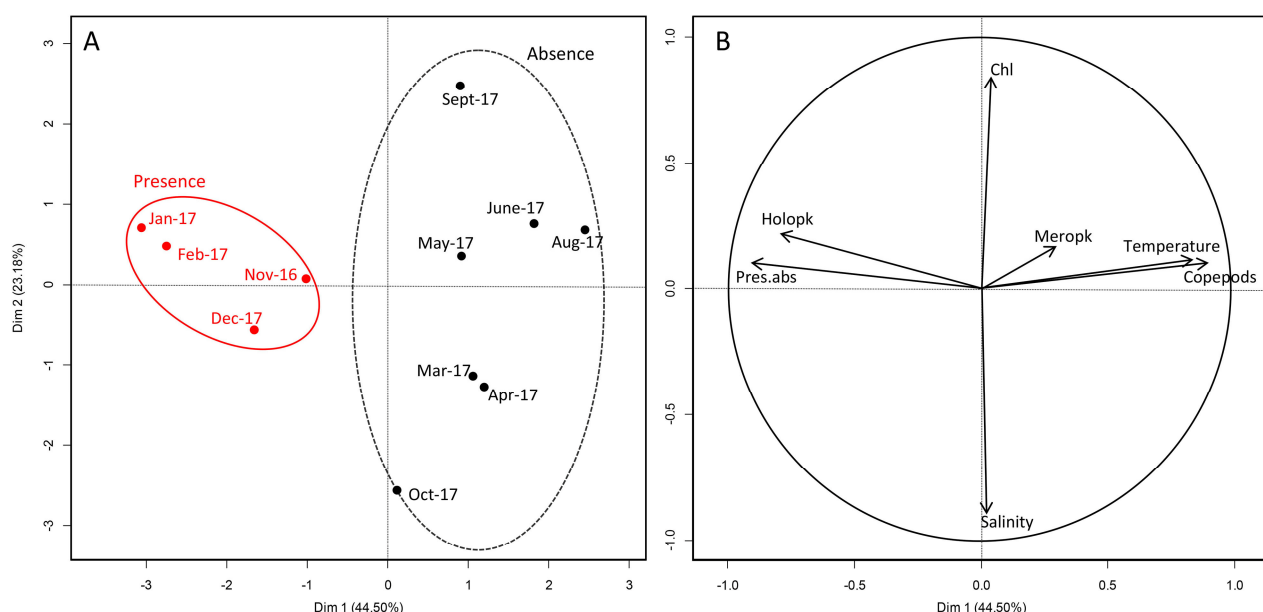 A
Absence
Sept-17
Presence
Jan-17
Feb-17
Nov-16
Dec-17
June-17
May-17
Aug-17
Mar-17
Apr-17
Oct-17
3
2
1
0
-1
-2
-3
Dim 2 (23.18%)
-3 -2 -1 0 1 2 3
Dim 1 (44.50%)
B
Chl
Holopk
Pres.abs
Meropk
Temperature
Copepods
Salinity
1.0
0.5
0.0
-0.5
-1.0
-1.0 -0.5 0.0 0.5 1.0
Dim 1 (44.50%)